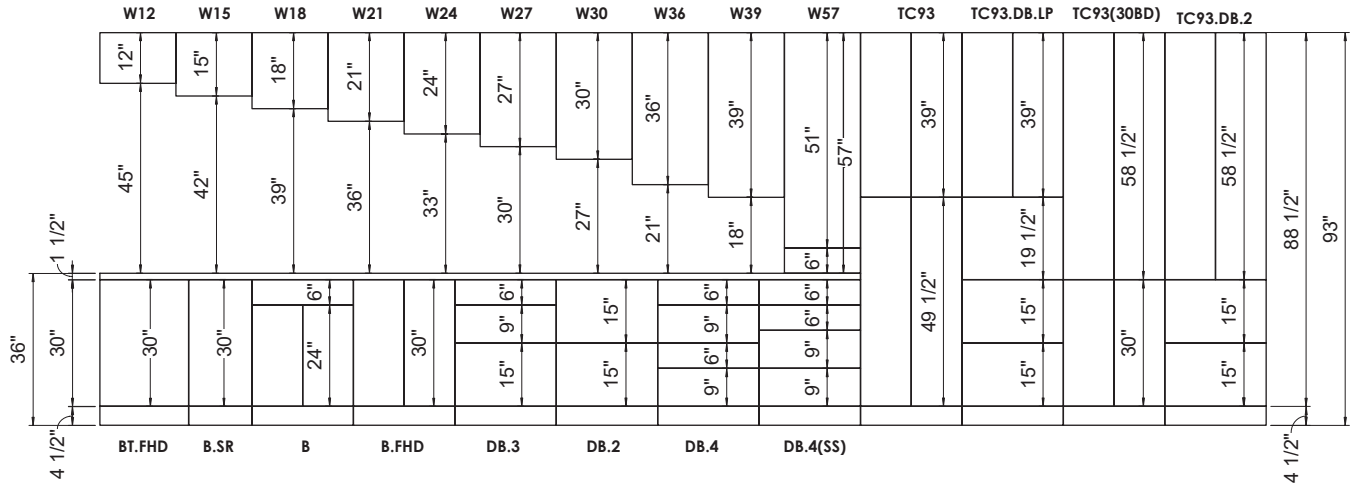 W12 W15 W18 W21 W24 W27 W30 W36 W39 W57 TC93 TC93.DB.LP TC93(30BD) TC93.DB.2
12" 15" 18" 21" 24" 27" 30" 36" 39" 51" 57" 39" 39" 58 1/2" 58 1/2"
45" 42" 39" 36" 33" 30" 27" 21" 18" 6" 49 1/2" 19 1/2" 88 1/2" 93"
1 1/2"
36" 30" 4 1/2"
30" 30" 6" 24" 30" 6" 9" 15" 15" 15" 6" 9" 6" 9" 6" 6" 9" 9" 15" 15" 30" 15" 15"
4 1/2"
BT.FHD B.SR B B.FHD DB.3 DB.2 DB.4 DB.4(SS)